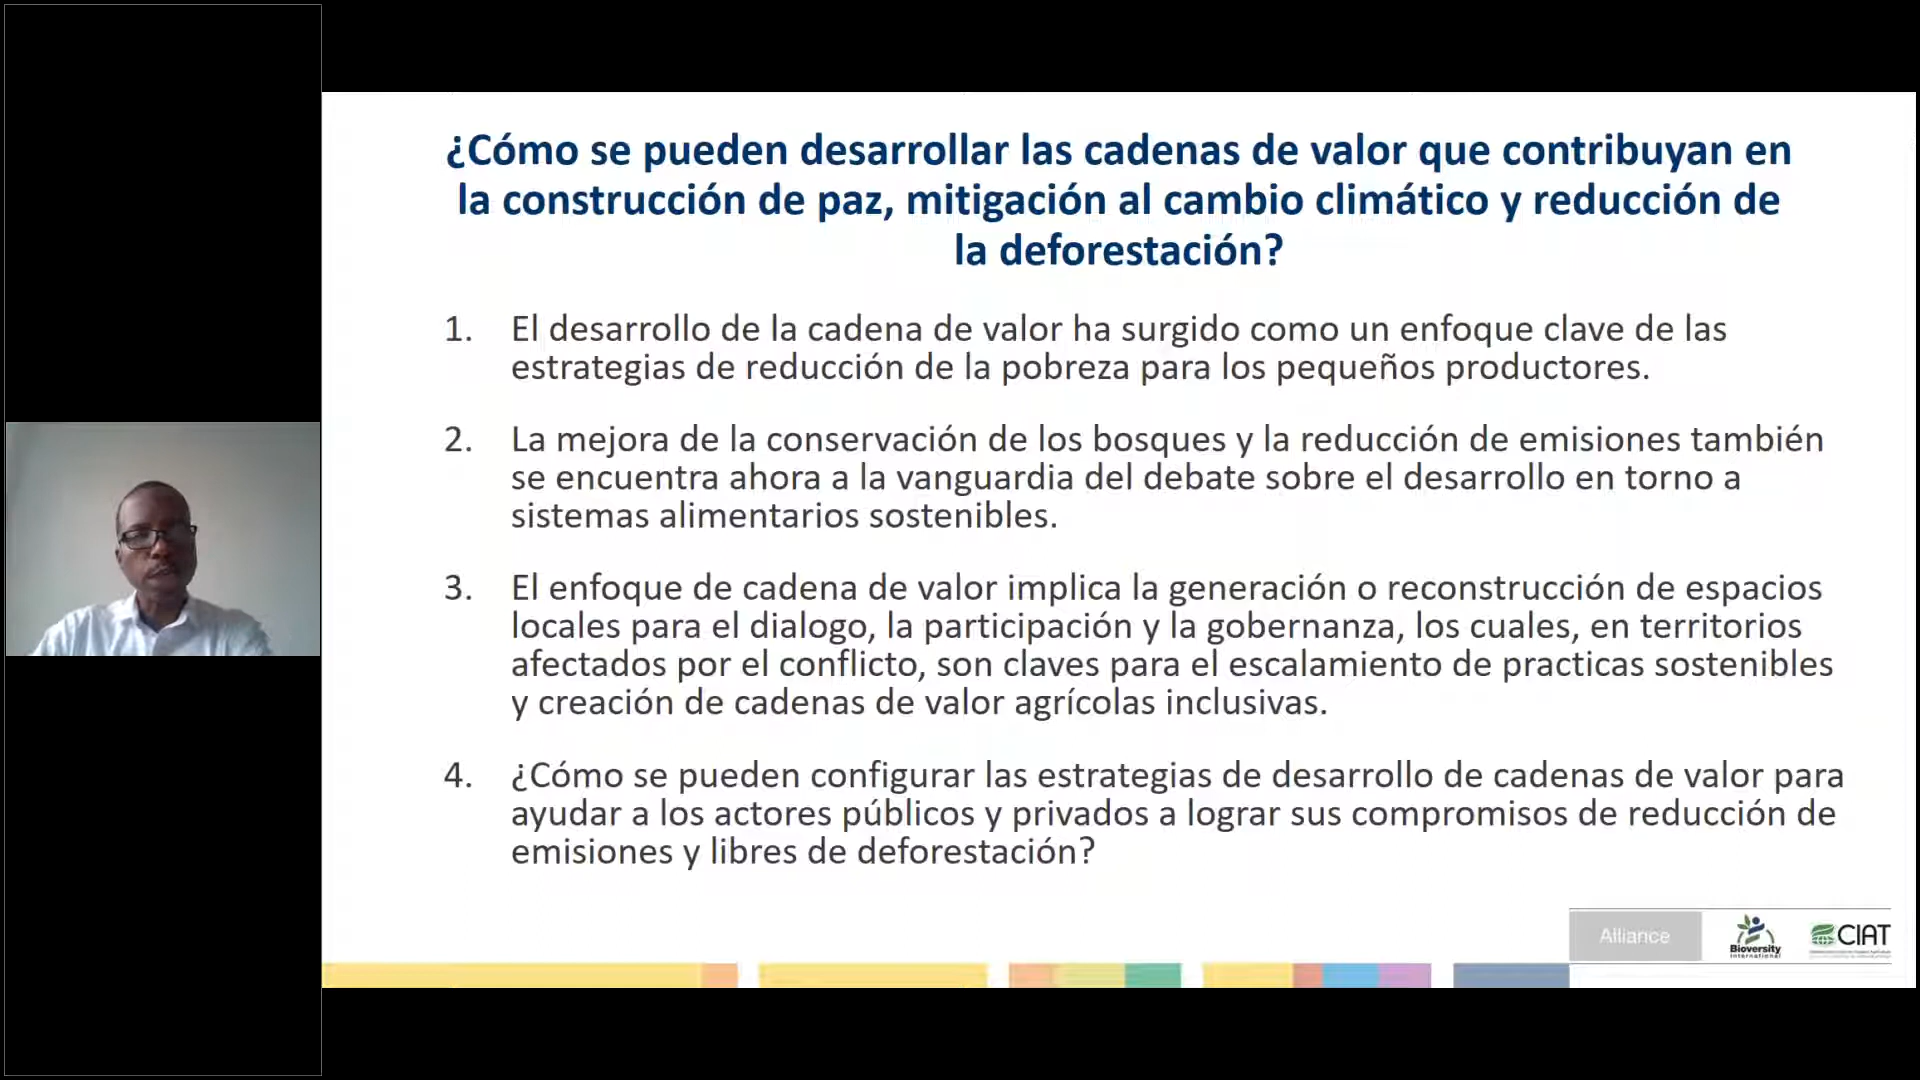 ¿Cómo se pueden desarrollar las cadenas de valor que contribuyan en
la construcción de paz, mitigación al cambio climático y reducción de
la deforestación?
1. El desarrollo de la cadena de valor ha surgido como un enfoque clave de las
estrategias de reducción de la pobreza para los pequeños productores.
2. La mejora de la conservación de los bosques y la reducción de emisiones también
se encuentra ahora a la vanguardia del debate sobre el desarrollo en torno a
sistemas alimentarios sostenibles.
3. El enfoque de cadena de valor implica la generación o reconstrucción de espacios
locales para el dialogo, la participación y la gobernanza, los cuales, en territorios
afectados por el conflicto, son claves para el escalamiento de practicas sostenibles
y creación de cadenas de valor agrícolas inclusivas.
4. ¿Cómo se pueden configurar las estrategias de desarrollo de cadenas de valor para
ayudar a los actores públicos y privados a lograr sus compromisos de reducción de
emisiones y libres de deforestación?
Alliance
Bioversity
International
CIAT